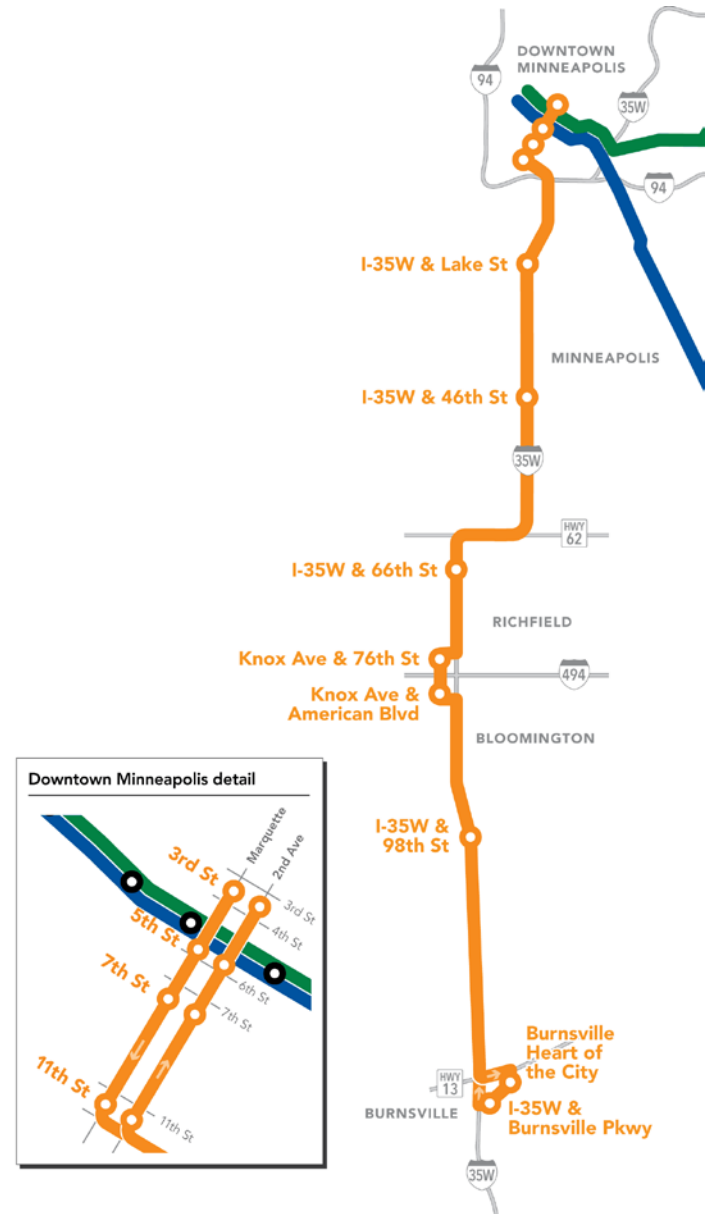 DOWNTOWN
MINNEAPOLIS
94
35W
94
I-35W & Lake St
MINNEAPOLIS
I-35W & 46th St
35W
HWY
62
I-35W & 66th St
RICHFIELD
Knox Ave & 76th St
494
Knox Ave &
American Blvd
BLOOMINGTON
I-35W &
98th St
Burnsville
Heart of
the City
HWY
13
BURNSVILLE
I-35W &
Burnsville Pkwy
35W
Downtown Minneapolis detail
Marquette
2nd Ave
3rd St
3rd St
4th St
5th St
6th St
7th St
7th St
11th St
11th St